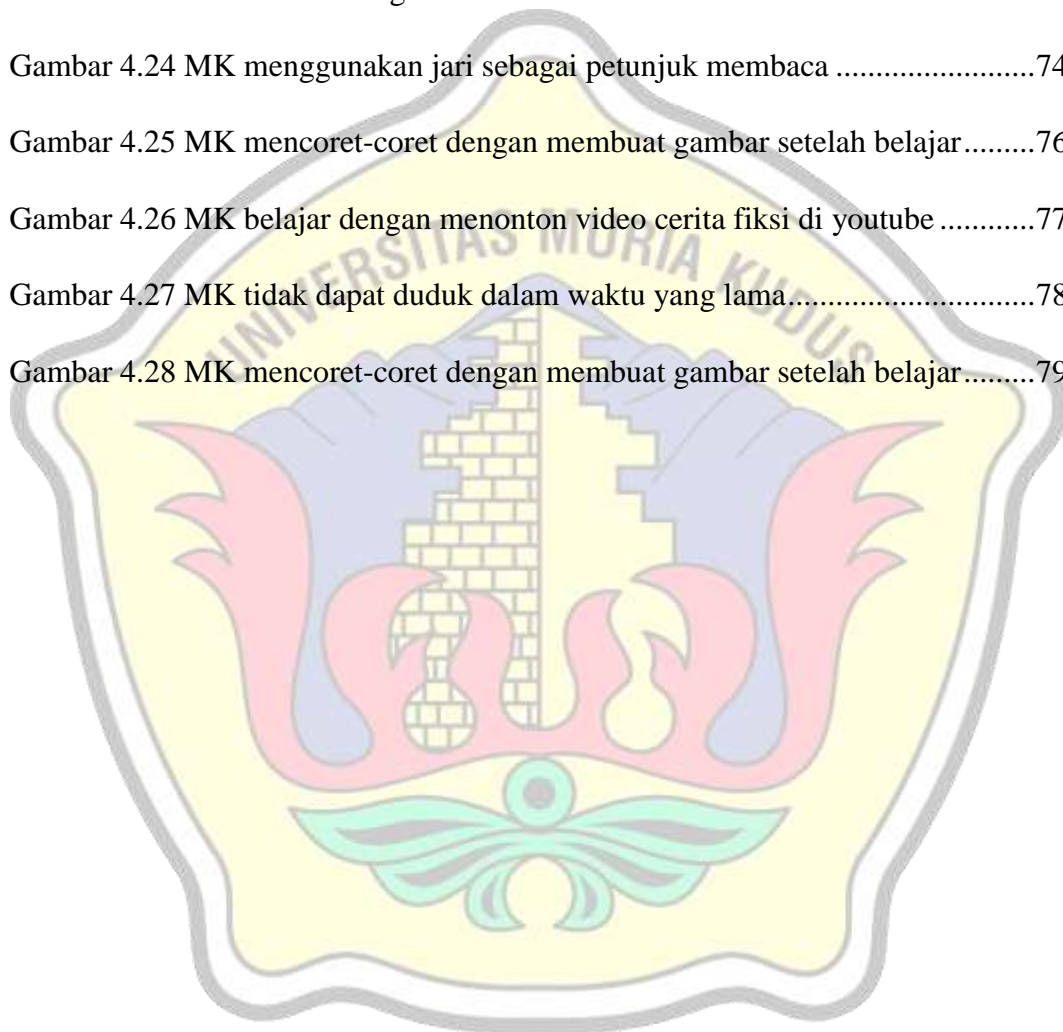 Gambar 4.24 MK menggunakan jari sebagai petunjuk membaca .......................74
Gambar 4.25 MK mencoret-coret dengan membuat gambar setelah belajar.........76
Gambar 4.26 MK belajar dengan menonton video cerita fiksi di youtube ............77
Gambar 4.27 MK tidak dapat duduk dalam waktu yang lama............................78
Gambar 4.28 MK mencoret-coret dengan membuat gambar setelah belajar.........79
UNIVERSITAS MURIA KUDUS